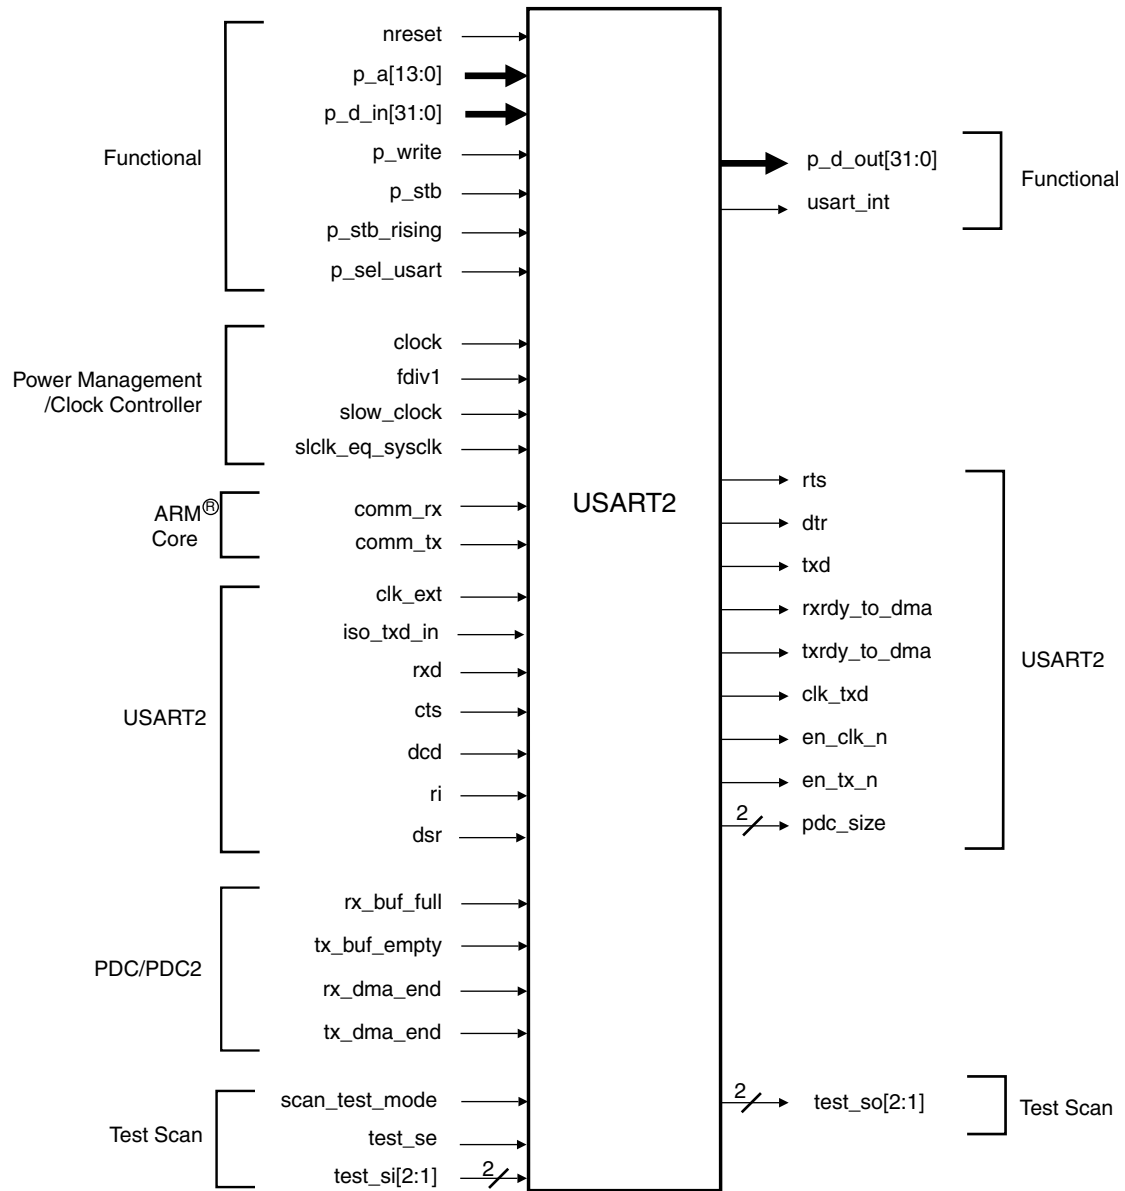 nreset
p_a[13:0]
p_d_in[31:0]
Functional
p_write
p_stb
p_stb_rising
p_sel_usart
p_d_out[31:0]
usart_int
Functional
clock
fdiv1
Power Management
/Clock Controller
slow_clock
slclk_eq_sysclk
ARM®
Core
comm_rx
comm_tx
USART2
clk_ext
iso_txd_in
rxd
USART2
cts
dcd
ri
dsr
rts
dtr
txd
rxrdy_to_dma
txrdy_to_dma
USART2
clk_txd
en_clk_n
en_tx_n
2
pdc_size
rx_buf_full
tx_buf_empty
PDC/PDC2
rx_dma_end
tx_dma_end
scan_test_mode
Test Scan
test_se
test_si[2:1]
2
2
test_so[2:1]
Test Scan